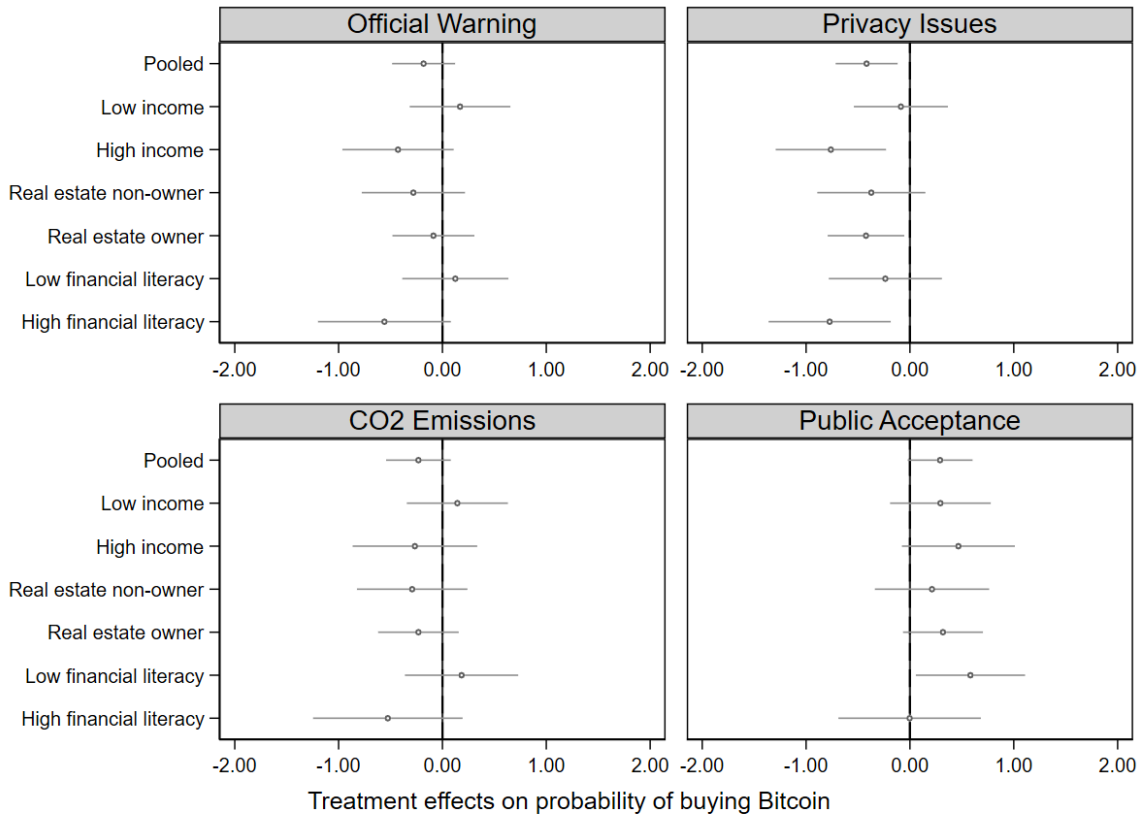 Official Warning
Privacy Issues
Pooled
Low income
High income
Real estate non-owner
Real estate owner
Low financial literacy
High financial literacy
-2.00 -1.00 0.00 1.00 2.00
-2.00 -1.00 0.00 1.00 2.00
CO2 Emissions
Public Acceptance
Pooled
Low income
High income
Real estate non-owner
Real estate owner
Low financial literacy
High financial literacy
-2.00 -1.00 0.00 1.00 2.00
-2.00 -1.00 0.00 1.00 2.00
Treatment effects on probability of buying Bitcoin